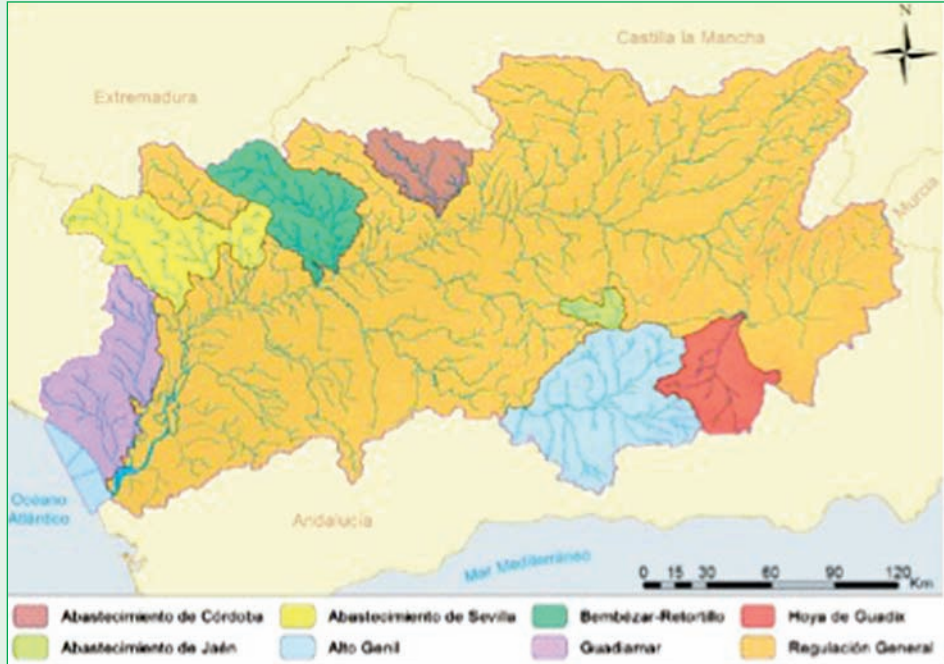 N
Castilla la Mancha
Extremadura
Murcia
Océano
Atlántico
Andalucía
Mar Mediterráneo
0 15 30 60 90 120
Km
Abastecimiento de Córdoba Abastecimiento de Sevilla Bembézar-Retortillo Hoya de Guadix
Abastecimiento de Jaén Alto Genil Guadiamar Regulación General